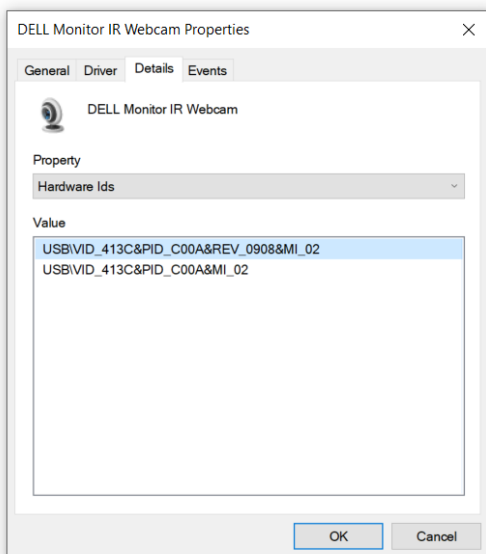 DELL Monitor IR Webcam Properties
General Driver Details Events
DELL Monitor IR Webcam
Property
Hardware Ids
Value
USB\VID_413C&PID_C00A&REV_0908&MI_02
USB\VID_413C&PID_C00A&MI_02
OK Cancel